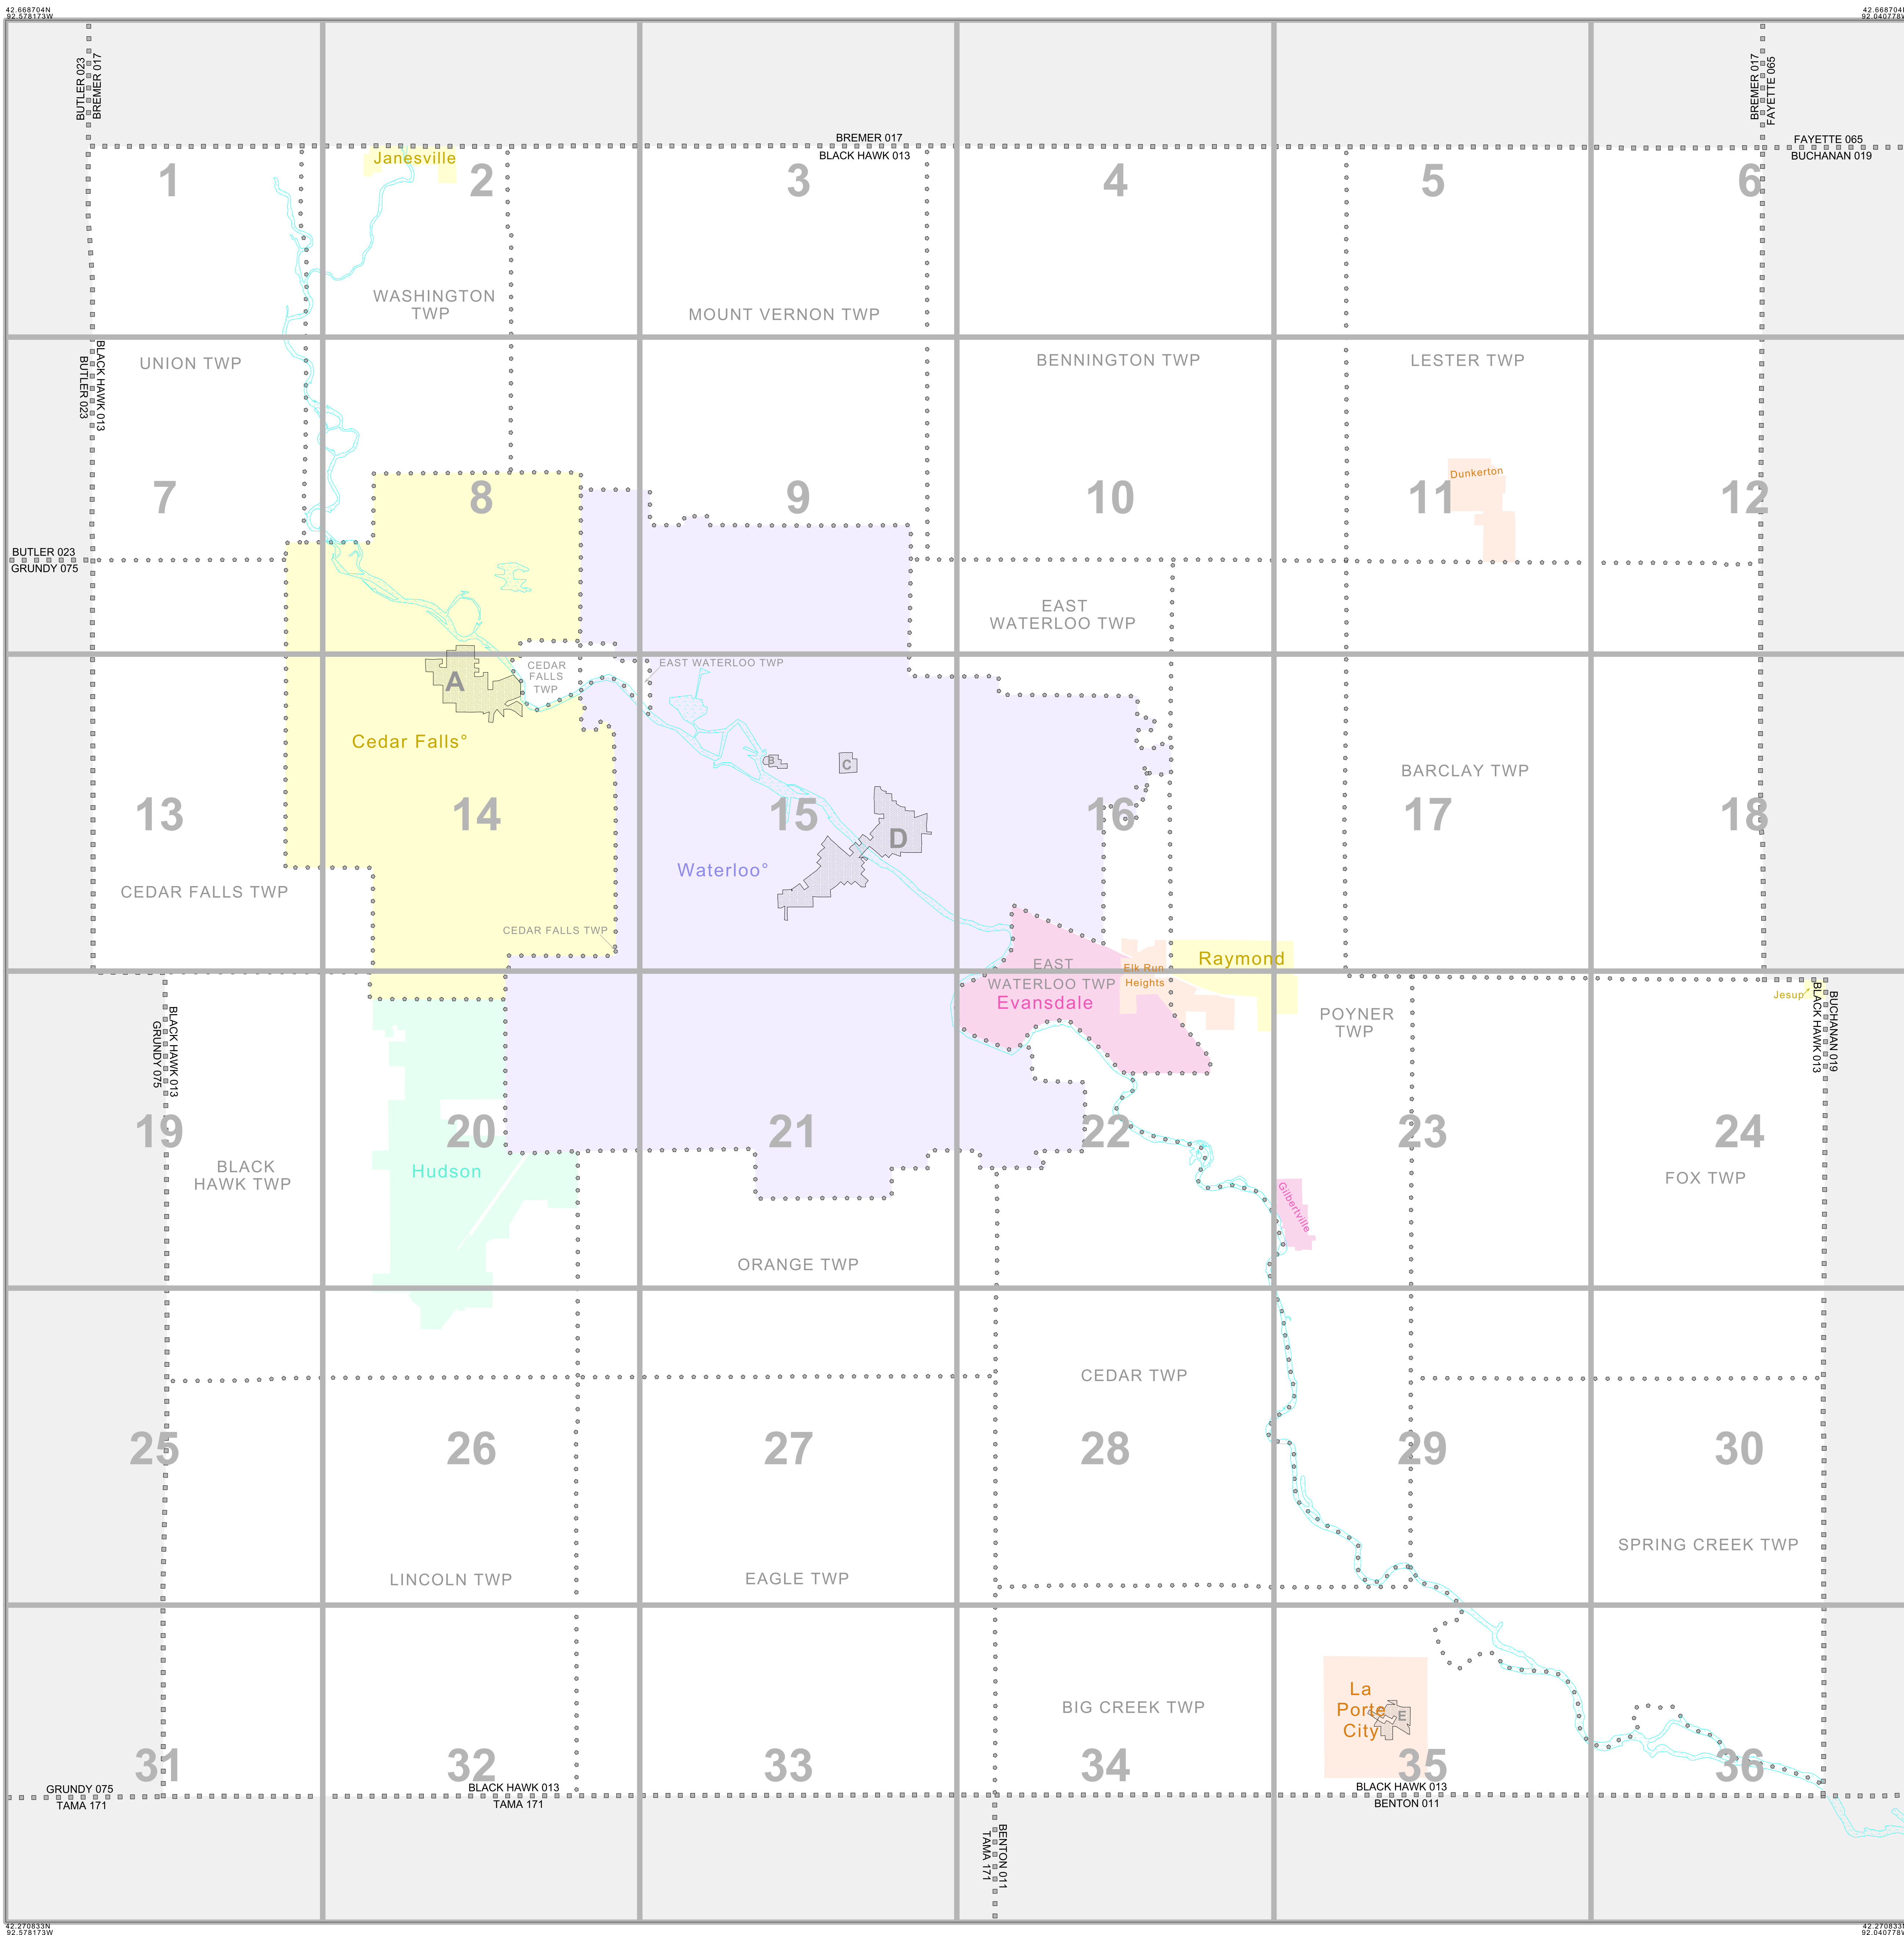 42.668704N
92.578173W
42.668704N
92.040778W
BUTLER 023
BREMER 017
BREMER 017
FAYETTE 065
BREMER 017
BLACK HAWK 013
FAYETTE 065
BUCHANAN 019
Janesville
1
2
3
4
5
6
WASHINGTON
TWP
MOUNT VERNON TWP
BLACK HAWK 013
BUTLER 023
UNION TWP
BENNINGTON TWP
LESTER TWP
Dunkerton
7
8
9
10
11
12
BUTLER 023
GRUNDY 075
EAST
WATERLOO TWP
CEDAR
FALLS
TWP
EAST WATERLOO TWP
A
Cedar Falls°
B
C
BARCLAY TWP
13
14
15
16
17
18
D
Waterloo°
CEDAR FALLS TWP
CEDAR FALLS TWP
Raymond
EAST
WATERLOO TWP
Elk Run
Heights
Evansdale
Jesup
BLACK HAWK 013
BUCHANAN 019
POYNER
TWP
BLACK HAWK 013
GRUNDY 075
19
20
21
22
23
24
BLACK
HAWK TWP
Hudson
FOX TWP
Gilbertville
ORANGE TWP
CEDAR TWP
25
26
27
28
29
30
SPRING CREEK TWP
LINCOLN TWP
EAGLE TWP
La
Porte
City
E
BIG CREEK TWP
31
32
33
34
35
36
GRUNDY 075
TAMA 171
BLACK HAWK 013
TAMA 171
BLACK HAWK 013
BENTON 011
BENTON 011
TAMA 171
42.270833N
92.578173W
42.270833N
92.040778W